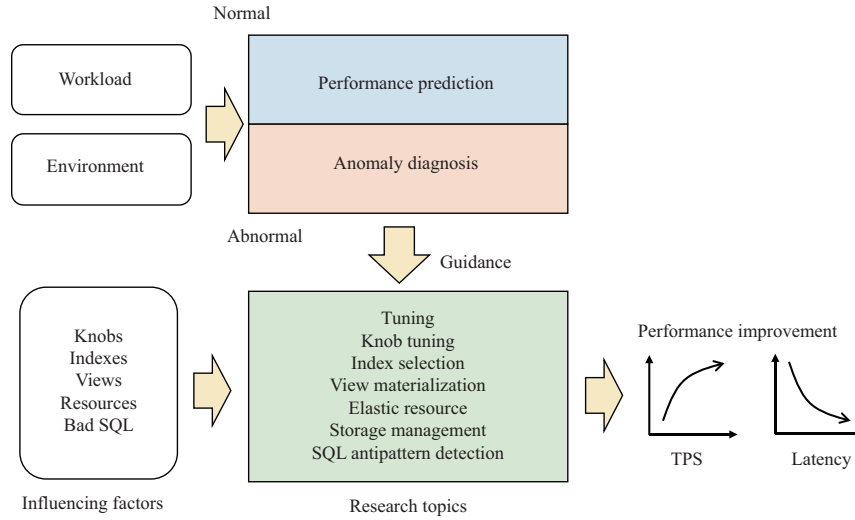 Normal
Workload
Performance prediction
Environment
Anomaly diagnosis
Abnormal
Guidance
Knobs
Indexes
Views
Resources
Bad SQL
Tuning
Knob tuning
Index selection
View materialization
Elastic resource
Storage management
SQL antipattern detection
Performance improvement
TPS
Latency
Influencing factors
Research topics